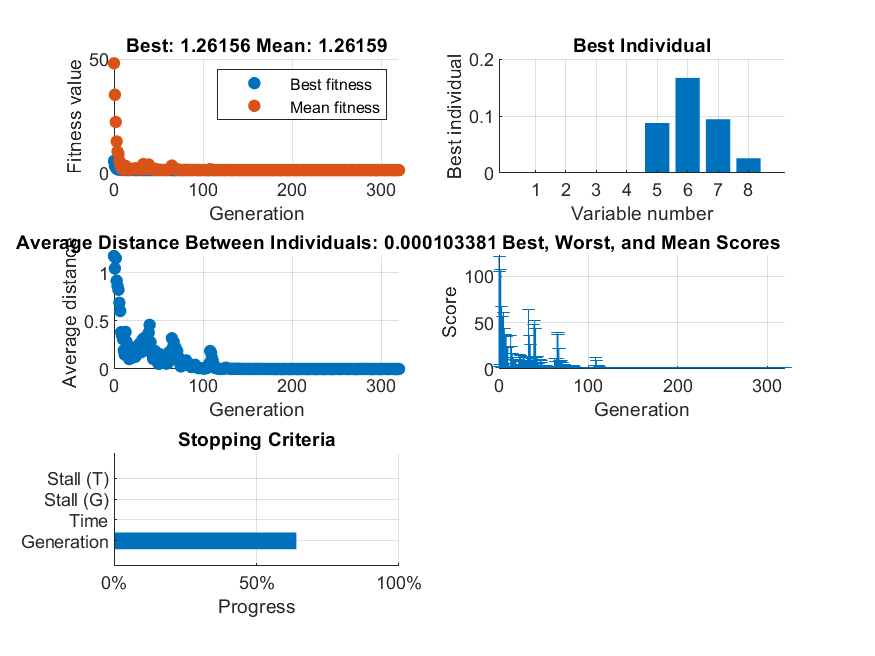 Best: 1.26156 Mean: 1.26159
Fitness value
50
0
Best fitness
Mean fitness
0 100 200 300
Generation
Best Individual
Best individual
0.2
0.1
0
1 2 3 4 5 6 7 8
Variable number
Average Distance Between Individuals: 0.000103381
Average distance
1
0.5
0
0 100 200 300
Generation
Best, Worst, and Mean Scores
Score
100
50
0
0 100 200 300
Generation
Stopping Criteria
Stall (T)
Stall (G)
Time
Generation
0% 50% 100%
Progress